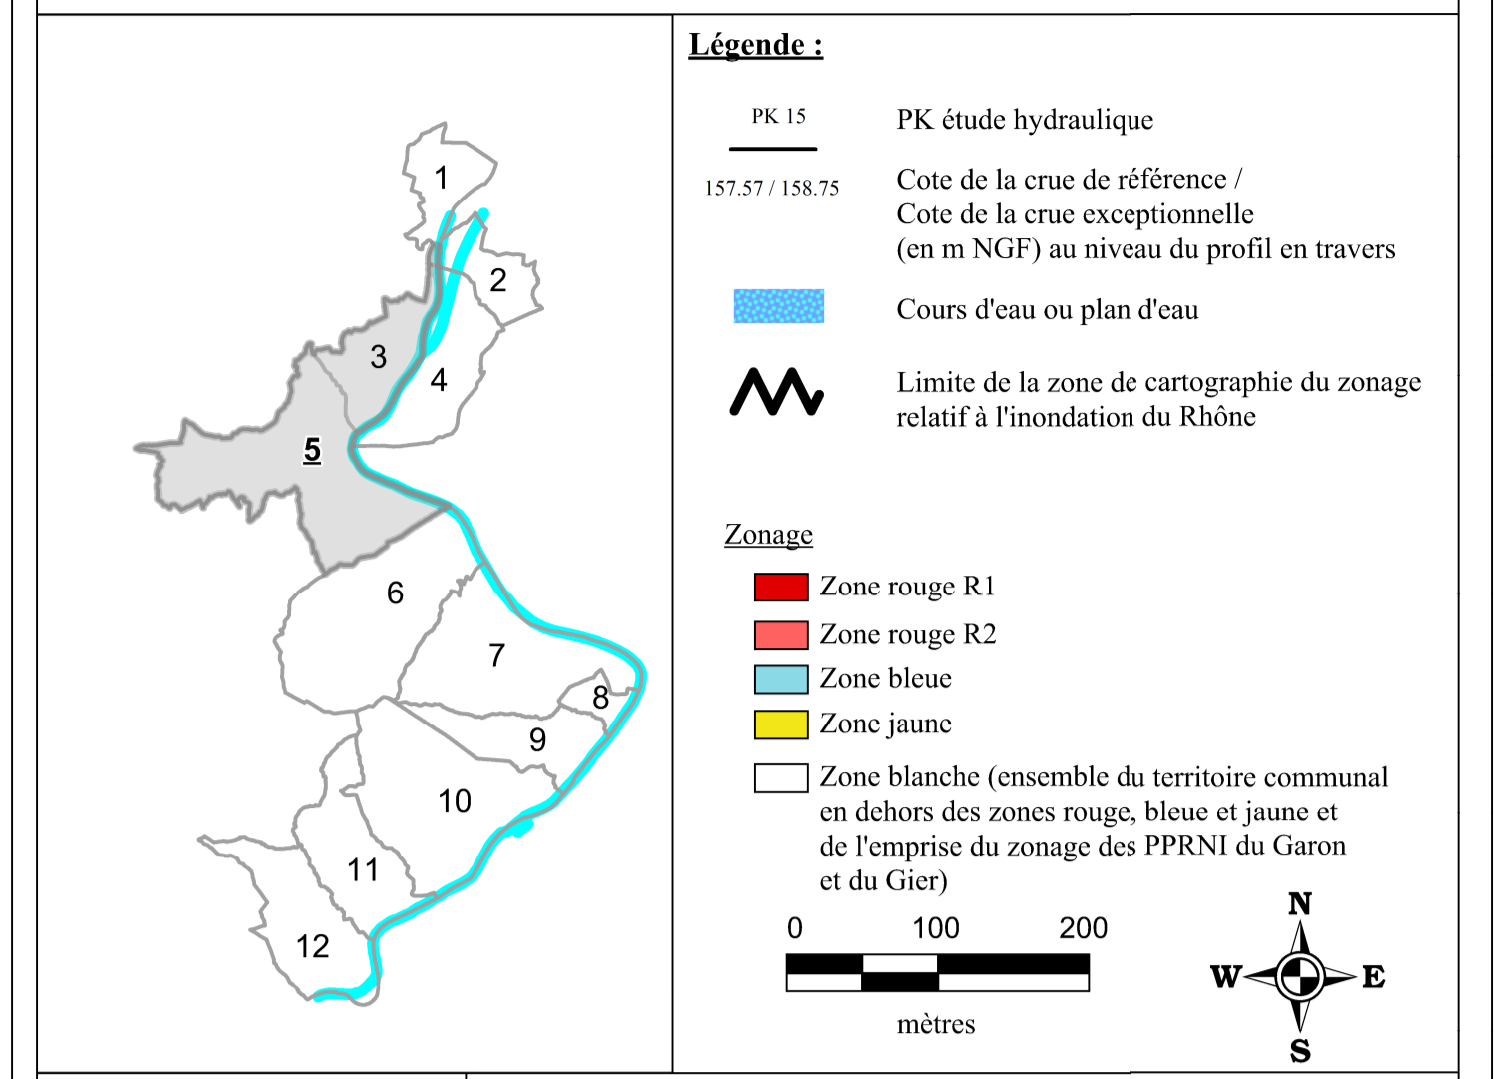 1
2
3
4
5
6
7
8
9
10
11
12
Légende :
PK 15
PK étude hydraulique
157.57 / 158.75
Cote de la crue de référence /
Cote de la crue exceptionnelle
(en m NGF) au niveau du profil en travers
Cours d'eau ou plan d'eau
Limite de la zone de cartographie du zonage
relatif à l'inondation du Rhône
Zonage
Zone rouge R1
Zone rouge R2
Zone bleue
Zone jaune
Zone blanche (ensemble du territoire communal
en dehors des zones rouge, bleue et jaune et
de l'emprise du zonage des PPRNI du Garon
et du Gier)
0 100 200
mètres
N
W E
S